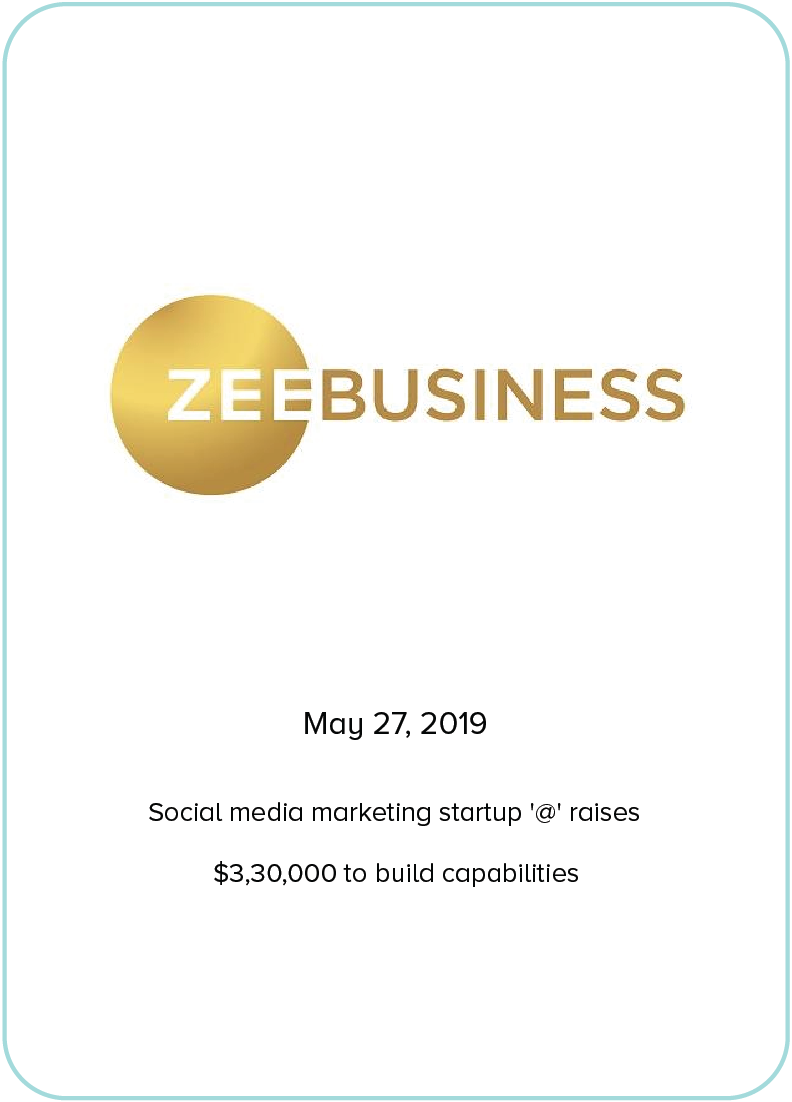 ZEEBUSINESS
May 27, 2019
Social media marketing startup '@' raises
$3,30,000 to build capabilities